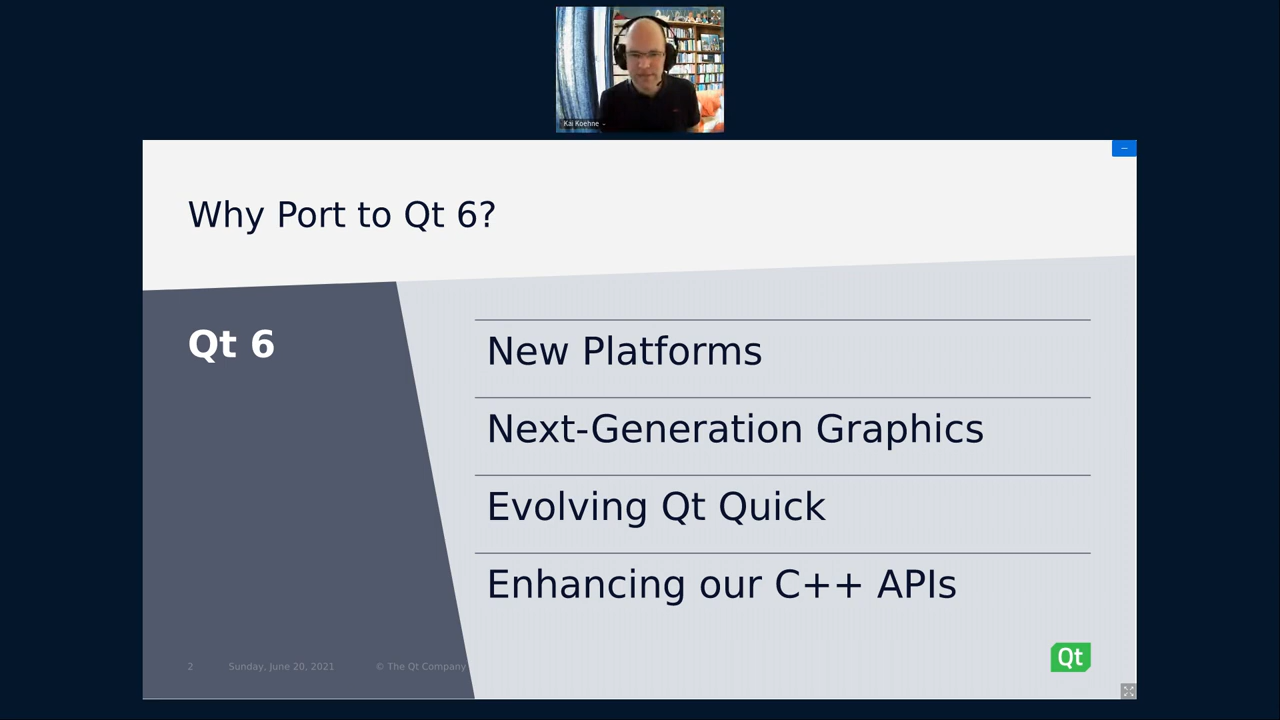 Kai Koehne
Why Port to Qt 6?
Qt 6
New Platforms
Next-Generation Graphics
Evolving Qt Quick
Enhancing our C++ APIs
2 Sunday, June 20, 2021 © The Qt Company
Qt